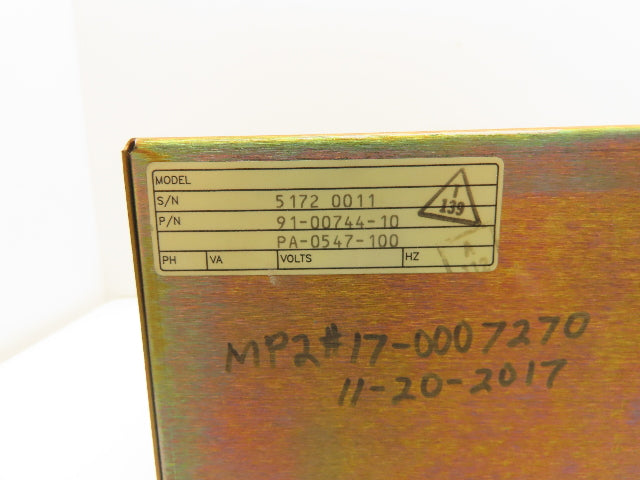 MODEL
S/N 5172 0011
P/N 91-00744-10
PA-0547-100
PH VA VOLTS HZ
I
139
MP2#17-0007270
11-20-2017